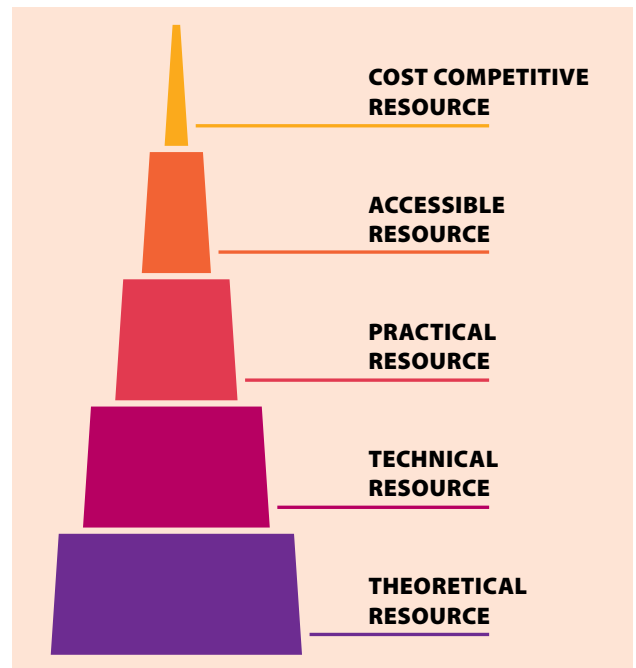 COST COMPETITIVE
RESOURCE
ACCESSIBLE
RESOURCE
PRACTICAL
RESOURCE
TECHNICAL
RESOURCE
THEORETICAL
RESOURCE